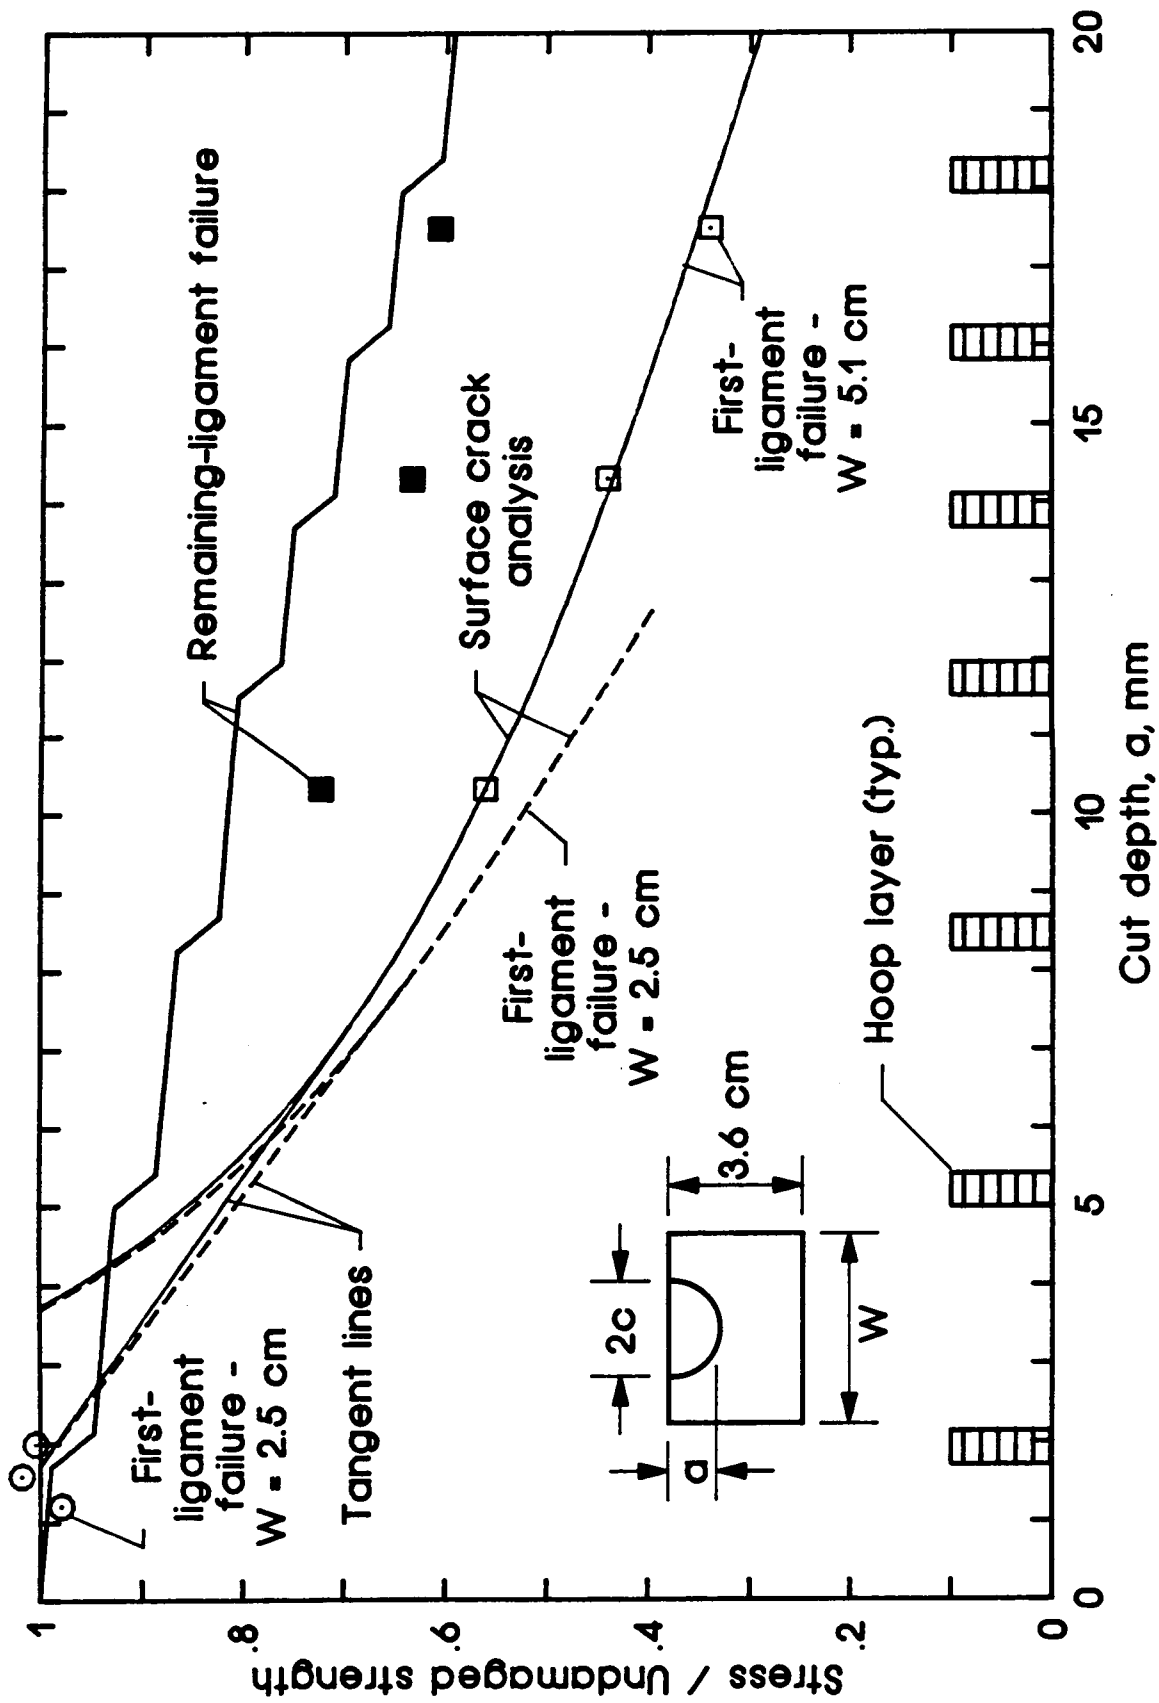 Remaining-ligament failure
First-
ligament
failure -
W = 2.5 cm
Tangent lines
Surface crack
analysis
First-
ligament
failure -
W = 2.5 cm
First-
ligament
failure -
W = 5.1 cm
2c
a
3.6 cm
W
Hoop layer (typ.)
1
.8
.6
.4
.2
0
Stress / Undamaged strength
0
5
10
15
20
Cut depth, a, mm